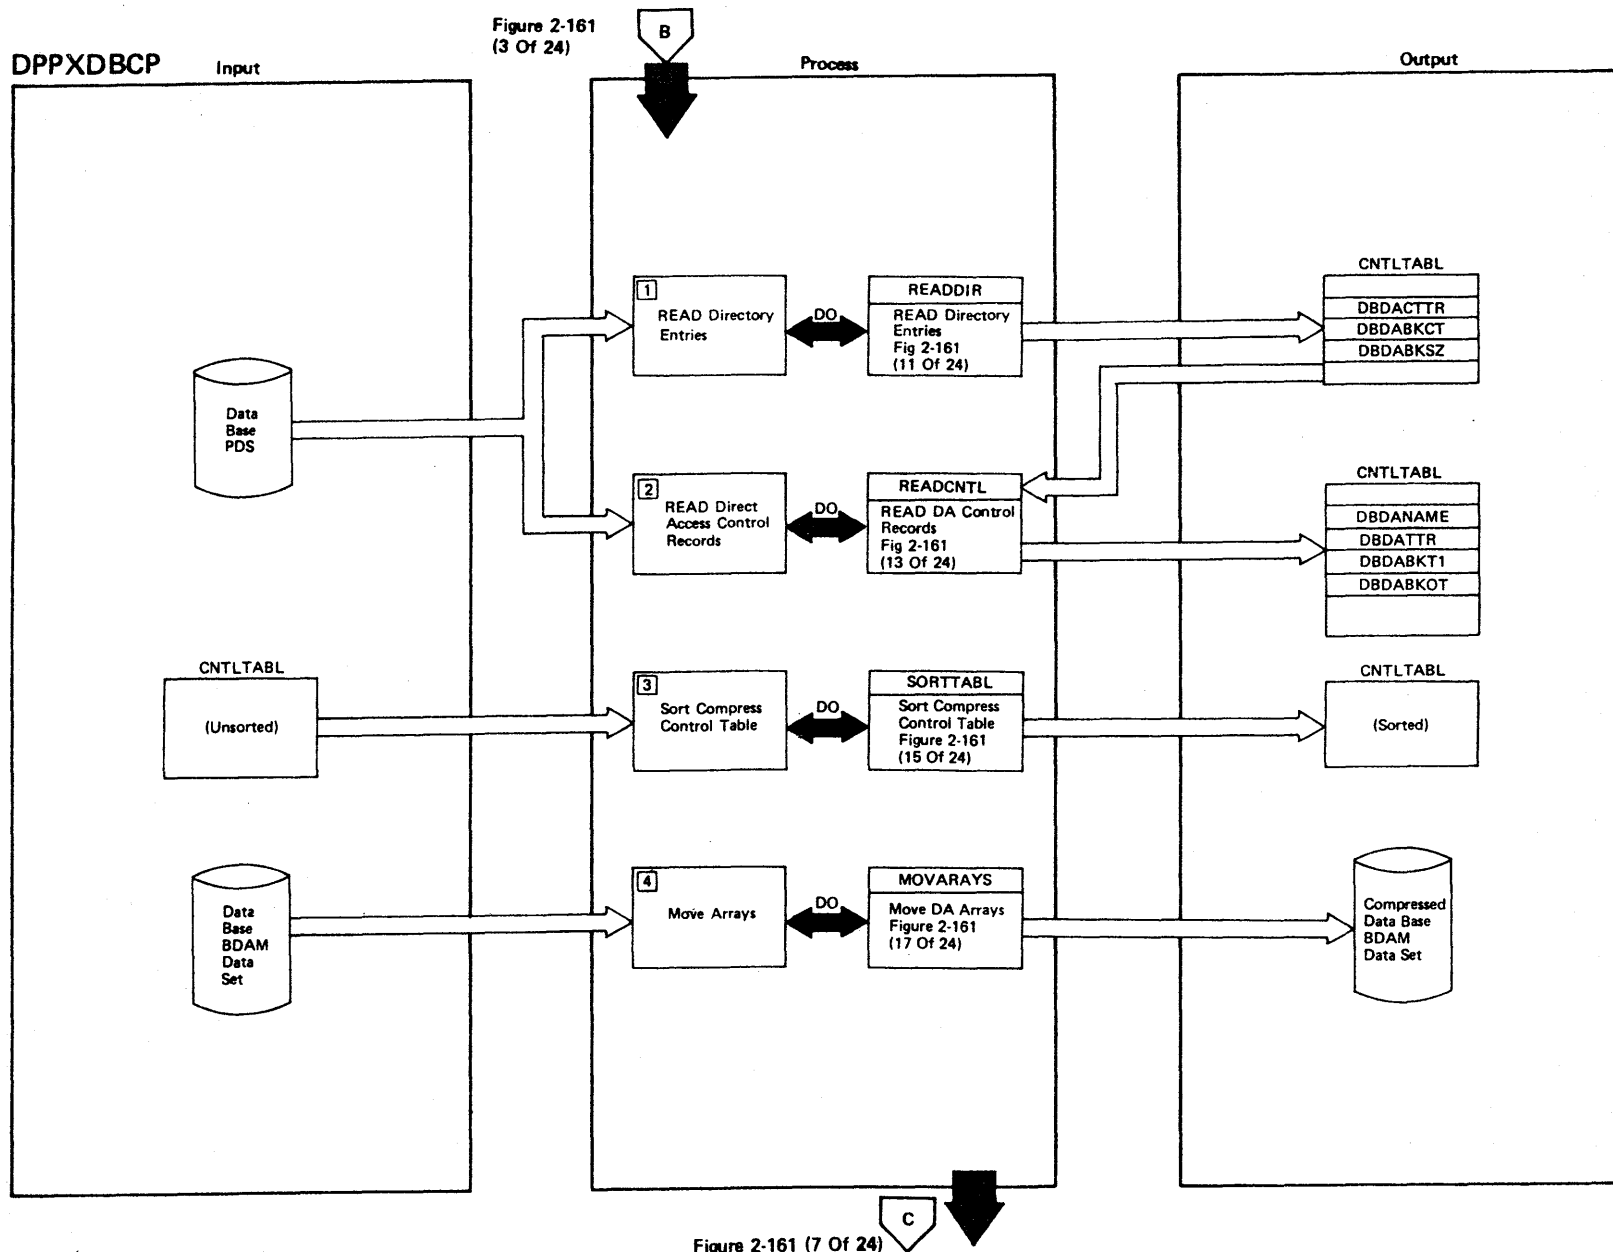 Figure 2-161
(3 Of 24)
B
DPPXDBCP
Input
Process
Output
1
READ Directory
Entries
DO
READDIR
READ Directory
Entries
Fig 2-161
(11 Of 24)
CNTLTABL
DBDACTTR
DBDABKCT
DBDABKSZ
Data
Base
PDS
2
READ Direct
Access Control
Records
DO
READCNTL
READ DA Control
Records
Fig 2-161
(13 Of 24)
CNTLTABL
DBDANAME
DBDATTR
DBDABKT1
DBDABKOT
CNTLTABL
(Unsorted)
3
Sort Compress
Control Table
DO
SORTTABL
Sort Compress
Control Table
Figure 2-161
(15 Of 24)
CNTLTABL
(Sorted)
Data
Base
BDAM
Data
Set
4
Move Arrays
DO
MOVARAYS
Move DA Arrays
Figure 2-161
(17 Of 24)
Compressed
Data Base
BDAM
Data Set
C
Figure 2-161 (7 Of 24)